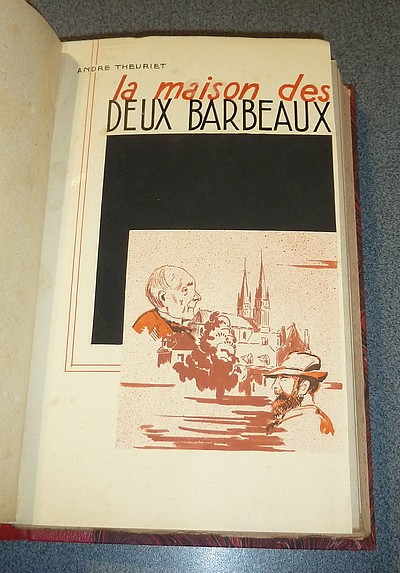 ANDRE THEURIET
la maison des
DEUX BARBEAUX